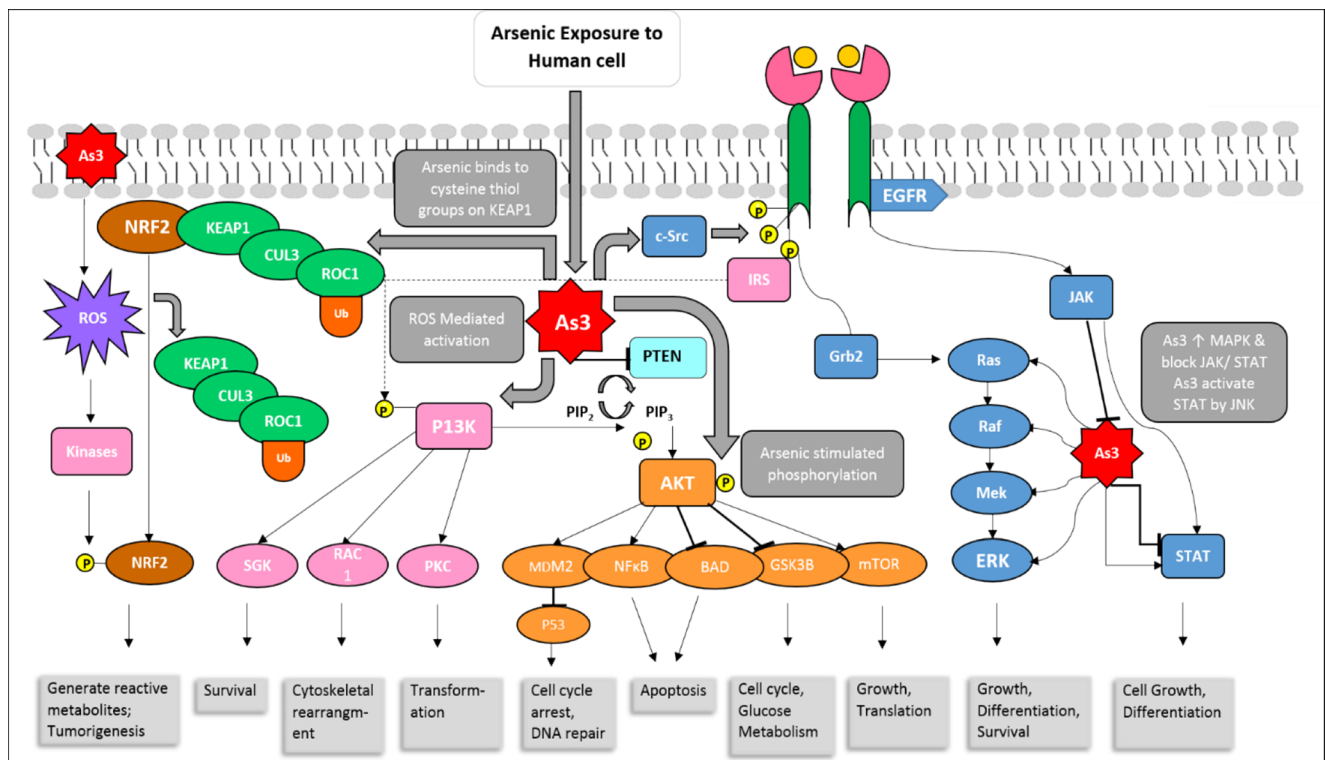 Arsenic Exposure to
Human cell
As3
Arsenic binds to
cysteine thiol
groups on KEAP1
EGFR
NRF2
KEAP1
CUL3
ROC1
Ub
c-Src
P
P
P
IRS
JAK
ROS
ROS Mediated
activation
As3
PTEN
Grb2
Ras
As3 ↑ MAPK &
block JAK/ STAT
As3 activate
STAT by JNK
KEAP1
CUL3
ROC1
Ub
P
P13K
PIP2
PIP3
P
Raf
As3
Kinases
AKT
P
Arsenic stimulated
phosphorylation
Mek
P
NRF2
SGK
RAC
1
PKC
MDM2
NFκB
BAD
GSK3B
mTOR
ERK
STAT
P53
Generate reactive
metabolites;
Tumorigenesis
Survival
Cytoskeletal
rearrangm-
ent
Transform-
ation
Cell cycle
arrest,
DNA repair
Apoptosis
Cell cycle,
Glucose
Metabolism
Growth,
Translation
Growth,
Differentiation,
Survival
Cell Growth,
Differentiation